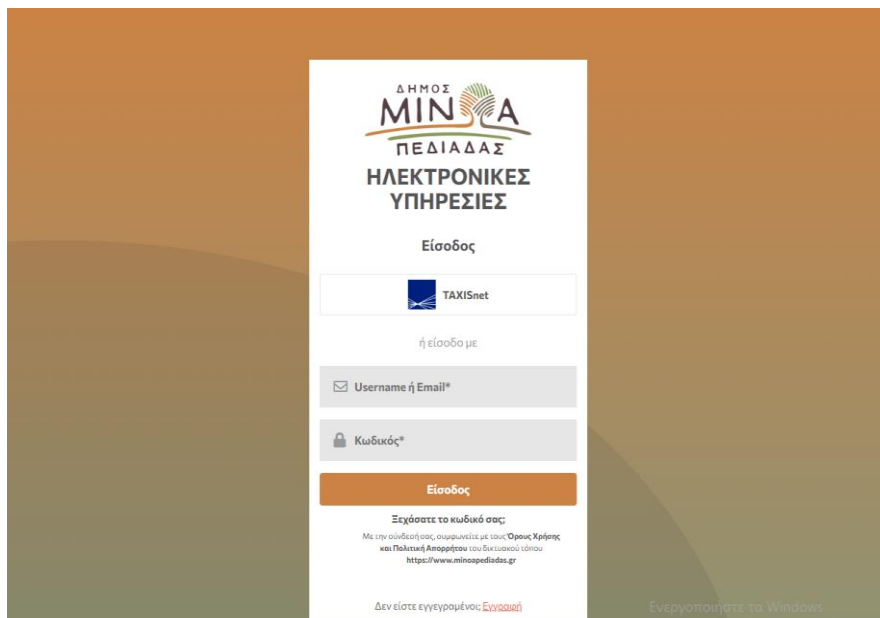 ΔΗΜΟΣ
ΜΙΝΩΑ
ΠΕΔΙΑΔΑΣ
ΗΛΕΚΤΡΟΝΙΚΕΣ
ΥΠΗΡΕΣΙΕΣ
Είσοδος
TAXISnet
ή είσοδο με
Username ή Email*
Κωδικός*
Είσοδος
Ξεχάσατε το κωδικό σας;
Με την σύνδεσή σας, συμφωνείτε με τους Όρους Χρήσης
και Πολιτική Απορρήτου του δικτυακού τόπου
https://www.minoapediadas.gr
Δεν είστε εγγεγραμένοι; Εγγραφή
Ενεργοποιήστε τα Windows